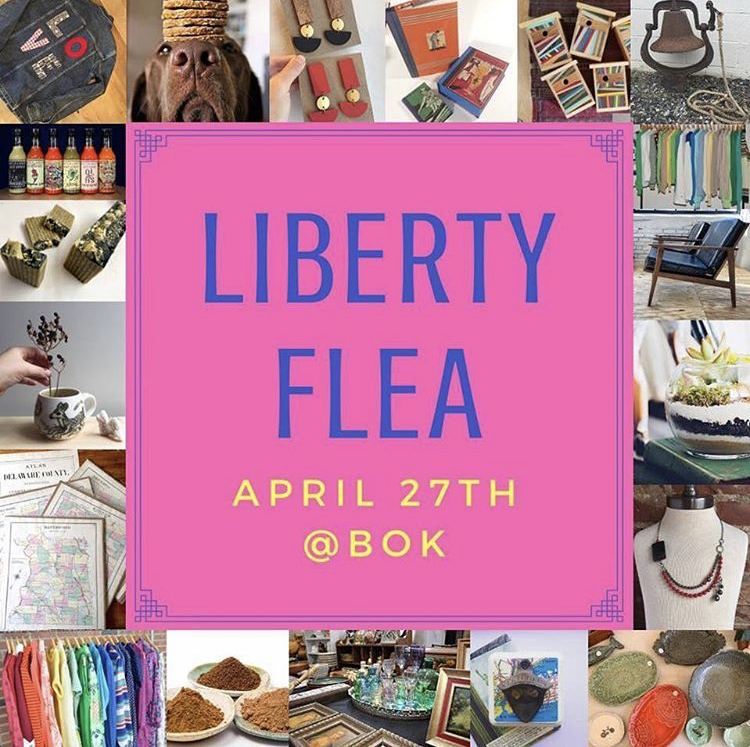 LIBERTY
FLEA
APRIL 27TH
@BOK
ATLAS
DELAWARE COUNTY,